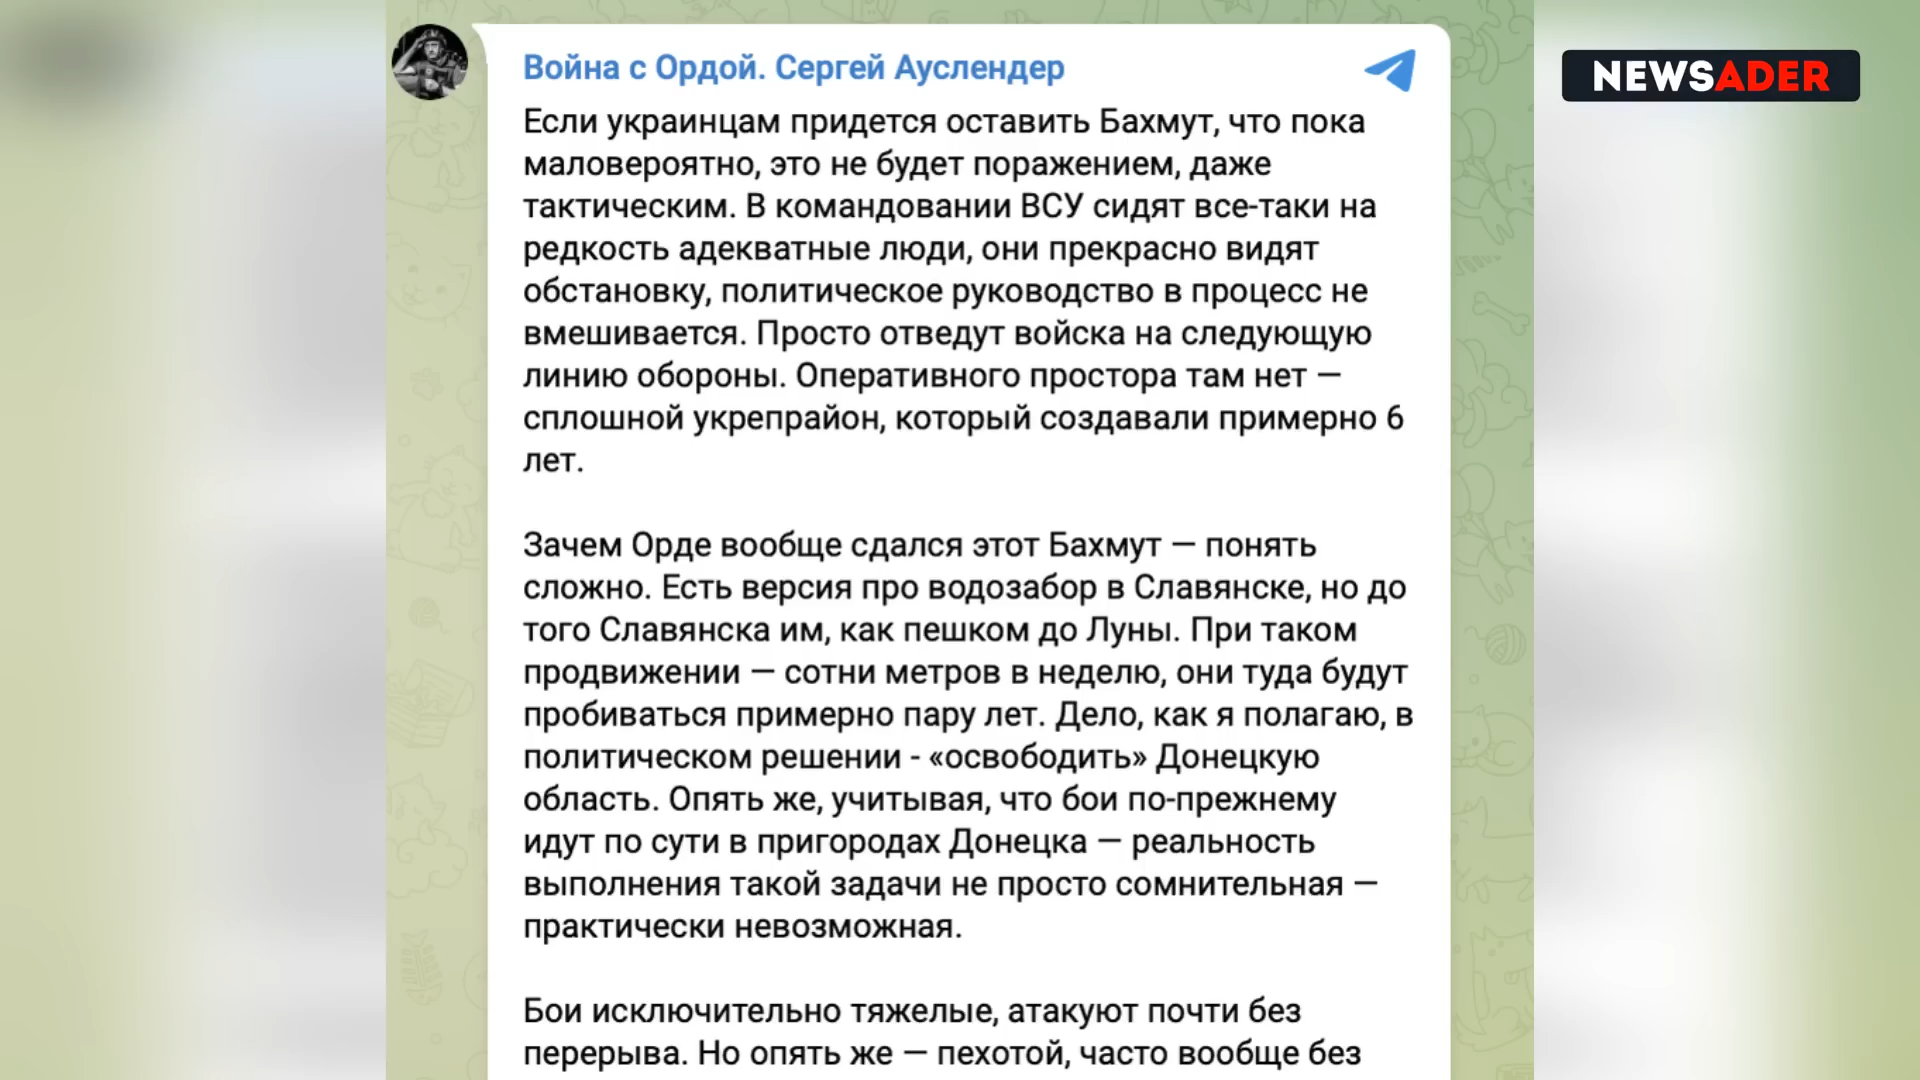 Война с Ордой. Сергей Ауслендер
NEWSADER
Если украинцам придется оставить Бахмут, что пока
маловероятно, это не будет поражением, даже
тактическим. В командовании ВСУ сидят все-таки на
редкость адекватные люди, они прекрасно видят
обстановку, политическое руководство в процесс не
вмешивается. Просто отведут войска на следующую
линию обороны. Оперативного простора там нет —
сплошной укрепрайон, который создавали примерно 6
лет.
Зачем Орде вообще сдался этот Бахмут — понять
сложно. Есть версия про водозабор в Славянске, но до
того Славянска им, как пешком до Луны. При таком
продвижении — сотни метров в неделю, они туда будут
пробиваться примерно пару лет. Дело, как я полагаю, в
политическом решении - «освободить» Донецкую
область. Опять же, учитывая, что бои по-прежнему
идут по сути в пригородах Донецка — реальность
выполнения такой задачи не просто сомнительная —
практически невозможная.
Бои исключительно тяжелые, атакуют почти без
перерыва. Но опять же — пехотой, часто вообще без